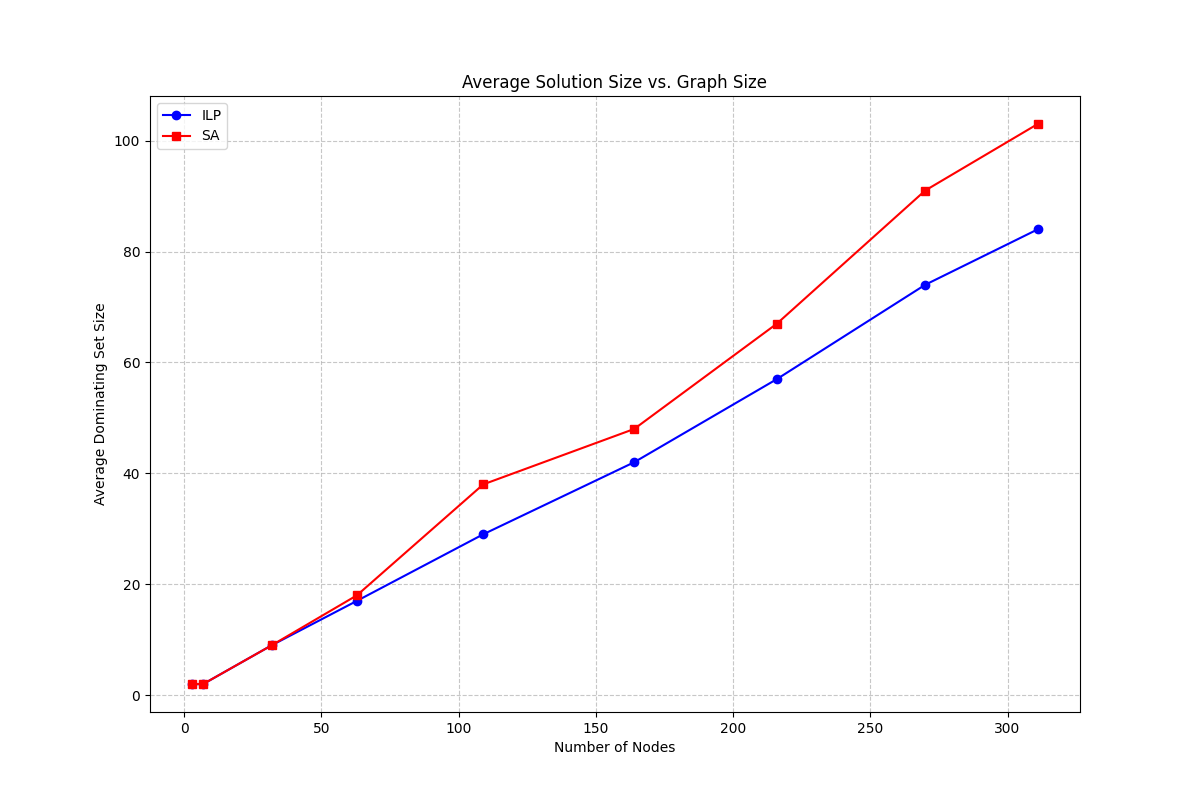 Average Solution Size vs. Graph Size
ILP
SA
100
80
60
40
20
0
Average Dominating Set Size
0 50 100 150 200 250 300
Number of Nodes